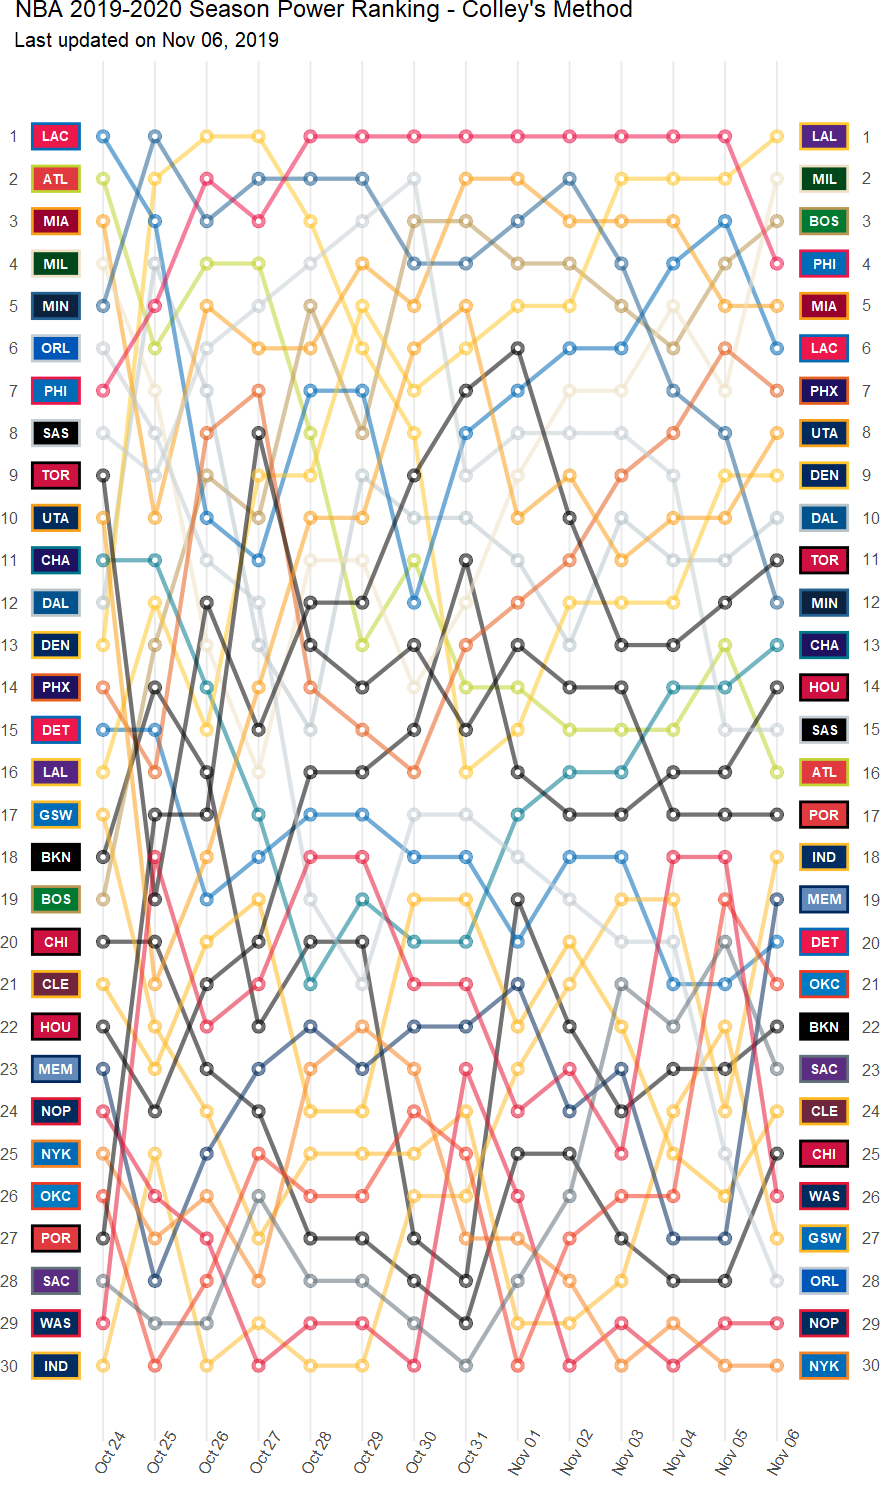 NBA 2019-2020 Season Power Ranking - Colley's Method
Last updated on Nov 06, 2019
1 LAC LAL 1
2 ATL MIL 2
3 MIA BOS 3
4 MIL PHI 4
5 MIN MIA 5
6 ORL LAC 6
7 PHI PHX 7
8 SAS UTA 8
9 TOR DEN 9
10 UTA DAL 10
11 CHA TOR 11
12 DAL MIN 12
13 DEN CHA 13
14 PHX HOU 14
15 DET SAS 15
16 LAL ATL 16
17 GSW POR 17
18 BKN IND 18
19 BOS MEM 19
20 CHI DET 20
21 CLE OKC 21
22 HOU BKN 22
23 MEM SAC 23
24 NOP CLE 24
25 NYK CHI 25
26 OKC WAS 26
27 POR GSW 27
28 SAC ORL 28
29 WAS NOP 29
30 IND NYK 30
Oct 24 Oct 25 Oct 26 Oct 27 Oct 28 Oct 29 Oct 30 Oct 31 Nov 01 Nov 02 Nov 03 Nov 04 Nov 05 Nov 06